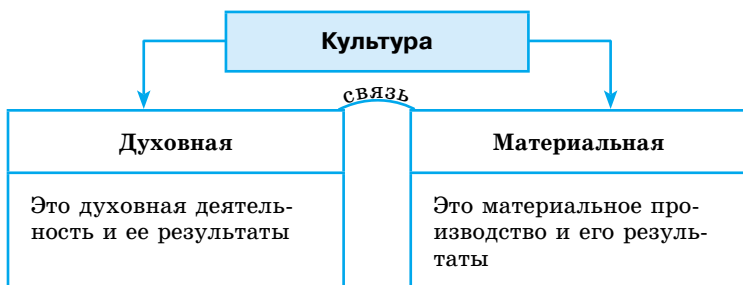 Культура
связь
Духовная
Материальная
Это духовная деятель-
ность и ее результаты
Это материальное про-
изводство и его резуль-
таты